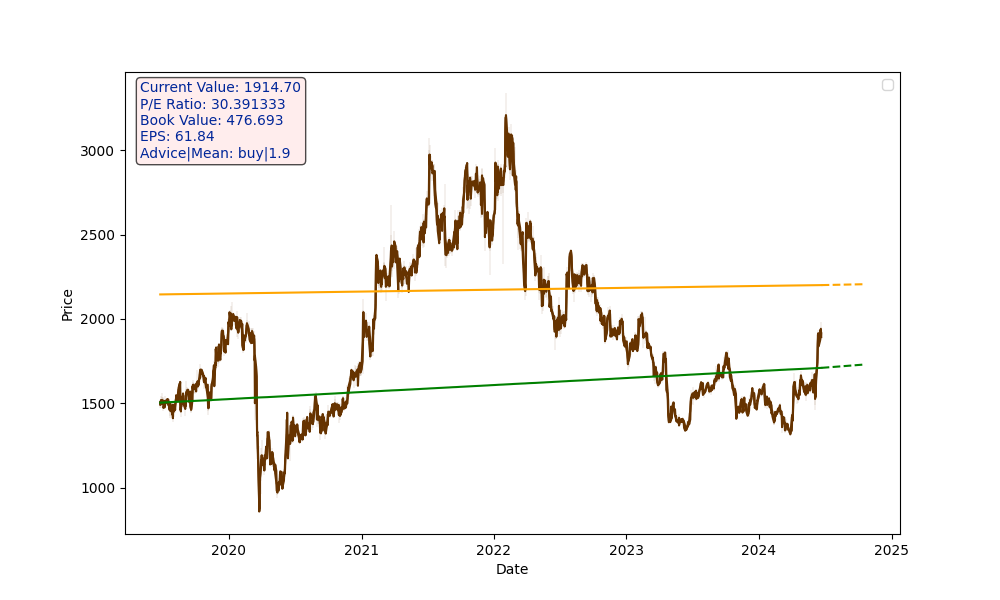 Current Value: 1914.70
P/E Ratio: 30.391333
Book Value: 476.693
EPS: 61.84
Advice|Mean: buy|1.9
3000
2500
2000
1500
1000
Price
2020
2021
2022
2023
2024
2025
Date